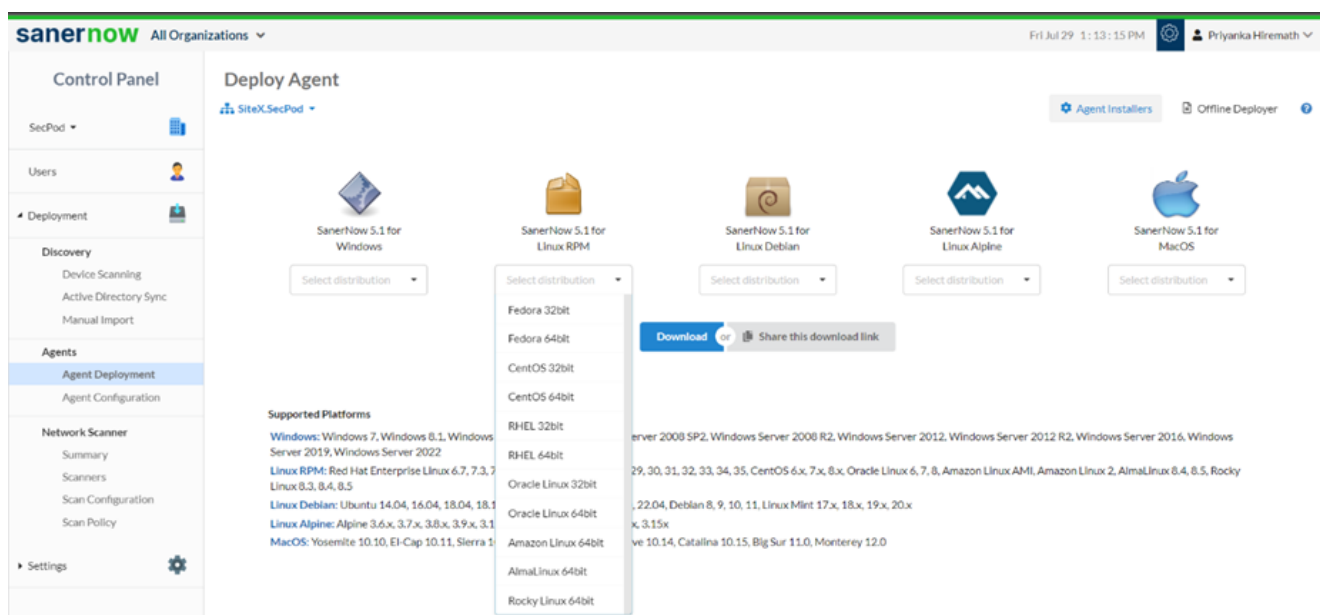 sanernow All Organizations
Fri Jul 29 1:13:15 PM Priyanka Hiremath
Control Panel
SecPod
Users
Deployment
Discovery
Device Scanning
Active Directory Sync
Manual Import
Agents
Agent Deployment
Agent Configuration
Network Scanner
Summary
Scanners
Scan Configuration
Scan Policy
Settings
Deploy Agent
SiteX.SecPod
Agent Installers Offline Deployer
SanerNow 5.1 for
Windows
Select distribution
SanerNow 5.1 for
Linux RPM
Select distribution
Fedora 32bit
Fedora 64bit
CentOS 32bit
CentOS 64bit
RHEL 32bit
RHEL 64bit
Oracle Linux 32bit
Oracle Linux 64bit
Amazon Linux 64bit
AlmaLinux 64bit
Rocky Linux 64bit
SanerNow 5.1 for
Linux Debian
Select distribution
SanerNow 5.1 for
Linux Alpine
Select distribution
SanerNow 5.1 for
MacOS
Select distribution
Download or Share this download link
Supported Platforms
Windows: Windows 7, Windows 8.1, Windows erver 2008 SP2, Windows Server 2008 R2, Windows Server 2012, Windows Server 2012 R2, Windows Server 2016, Windows
Server 2019, Windows Server 2022
Linux RPM: Red Hat Enterprise Linux 6.7, 7.3, 7 29, 30, 31, 32, 33, 34, 35, CentOS 6.x, 7.x, 8.x, Oracle Linux 6, 7, 8, Amazon Linux AMI, Amazon Linux 2, AlmaLinux 8.4, 8.5, Rocky
Linux 8.3, 8.4, 8.5
Linux Debian: Ubuntu 14.04, 16.04, 18.04, 18.1 , 22.04, Debian 8, 9, 10, 11, Linux Mint 17.x, 18.x, 19.x, 20.x
Linux Alpine: Alpine 3.6.x, 3.7.x, 3.8.x, 3.9.x, 3.1 x, 3.15x
MacOS: Yosemite 10.10, El-Cap 10.11, Sierra 1 ve 10.14, Catalina 10.15, Big Sur 11.0, Monterey 12.0